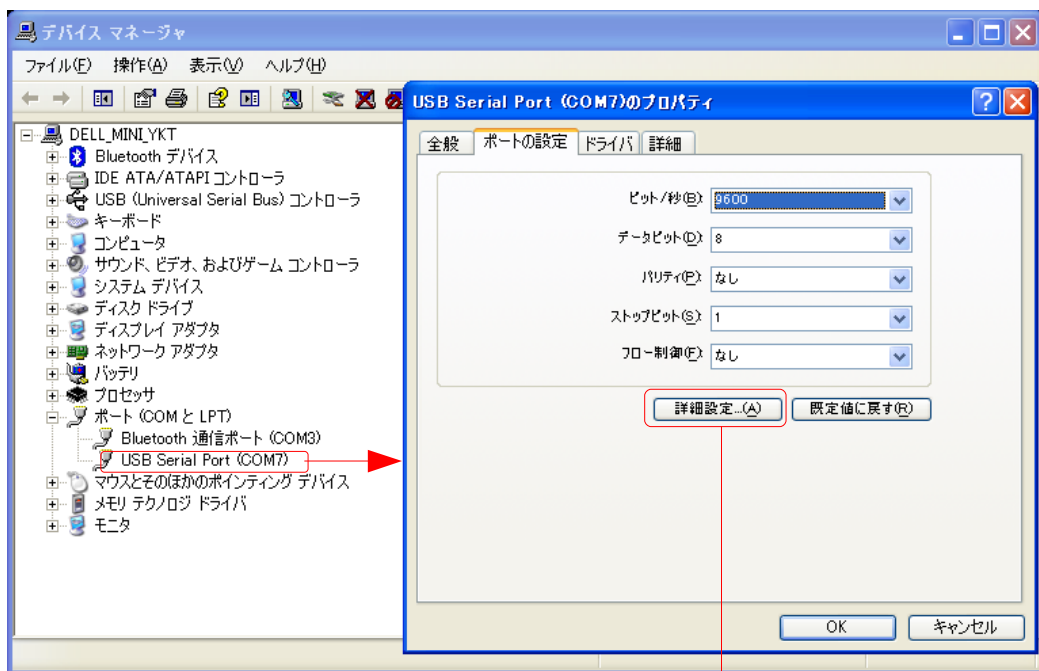 デバイス マネージャ
ファイル(F) 操作(A) 表示(V) ヘルプ(H)
DELL_MINI_YKT
Bluetooth デバイス
IDE ATA/ATAPI コントローラ
USB (Universal Serial Bus) コントローラ
キーボード
コンピュータ
サウンド、ビデオ、およびゲーム コントローラ
システム デバイス
ディスク ドライブ
ディスプレイ アダプタ
ネットワーク アダプタ
バッテリ
プロセッサ
ポート (COM と LPT)
Bluetooth 通信ポート (COM3)
USB Serial Port (COM7)
マウスとそのほかのポインティング デバイス
メモリ テクノロジ ドライバ
モニタ
USB Serial Port (COM7)のプロパティ
全般 ポートの設定 ドライバ 詳細
ビット/秒(B): 9600
データ ビット(D): 8
パリティ(P): なし
ストップ ビット(S): 1
フロー制御(F): なし
詳細設定...(A) 既定値に戻す(R)
OK キャンセル